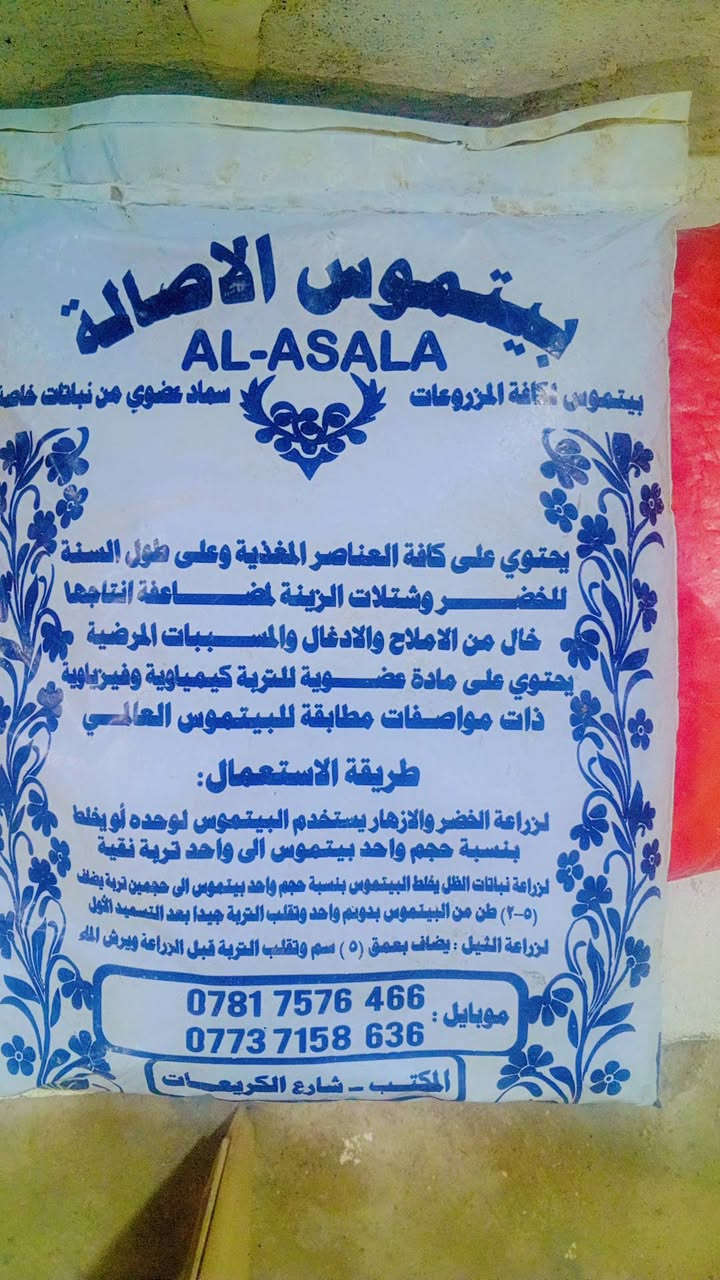 بيتموس الاصالة
AL-ASALA
بيتموس لكافة المزروعات
سماد عضوي من نباتات خاصة
يحتوي على كافة العناصر المغذية وعلى طول السنة
للخضر وشتلات الزينة لمضاعفة انتاجها
خال من الاملاح والادغال والمسببات المرضية
يحتوي على مادة عضوية للتربة كيمياوية وفيزياوية
ذات مواصفات مطابقة للبيتموس العالمي
طريقة الاستعمال:
لزراعة الخضر والازهار يستخدم البيتموس لوحده أو يخلط
بنسبة حجم واحد بيتموس الى واحد تربة نقية
لزراعة نباتات الظل يخلط البيتموس بنسبة حجم واحد بيتموس الى حجمين تربة يضاف
(٥-٢) طن من البيتموس بدونم واحد وتقلب التربة جيدا بعد التسميد الأول
لزراعة الثيل : يضاف بعمق (٥) سم وتقلب التربة قبل الزراعة ويرش الماء
موبايل : 0781 7576 466
0773 7158 636
المكتب - شارع الكريعات